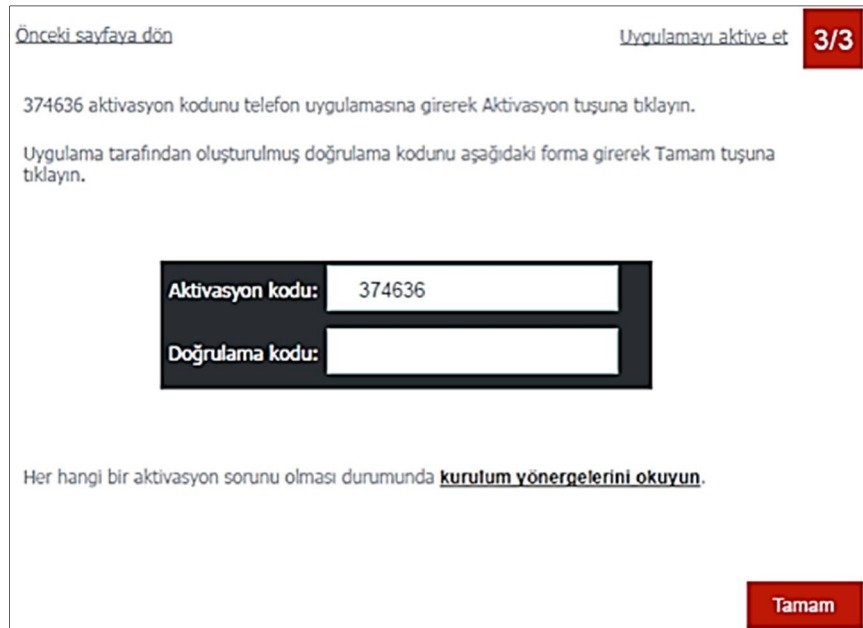 Önceki sayfaya dön
Uygulamayı aktive et
3/3
374636 aktivasyon kodunu telefon uygulamasına girerek Aktivasyon tuşuna tıklayın.
Uygulama tarafından oluşturulmuş doğrulama kodunu aşağıdaki forma girerek Tamam tuşuna
tıklayın.
Aktivasyon kodu: 374636
Doğrulama kodu:
Her hangi bir aktivasyon sorunu olması durumunda kurulum yönergelerini okuyun.
Tamam